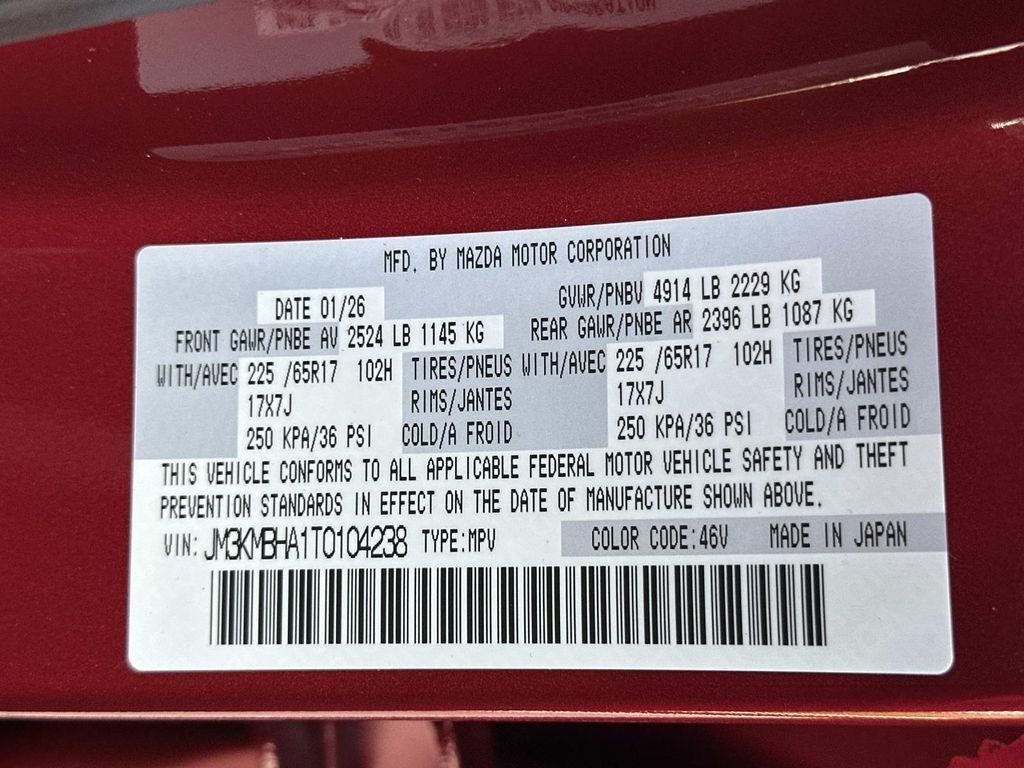 MFD. BY MAZDA MOTOR CORPORATION
DATE 01/26 GVWR/PNBV 4914 LB 2229 KG
FRONT GAWR/PNBE AV 2524 LB 1145 KG REAR GAWR/PNBE AR 2396 LB 1087 KG
WITH/AVEC 225 /65R17 102H TIRES/PNEUS WITH/AVEC 225 /65R17 102H TIRES/PNEUS
17X7J RIMS/JANTES 17X7J RIMS/JANTES
250 KPA/36 PSI COLD/A FROID 250 KPA/36 PSI COLD/A FROID
THIS VEHICLE CONFORMS TO ALL APPLICABLE FEDERAL MOTOR VEHICLE SAFETY AND THEFT
PREVENTION STANDARDS IN EFFECT ON THE DATE OF MANUFACTURE SHOWN ABOVE.
VIN: JM3KMBHA1T0104238 TYPE:MPV COLOR CODE:46V MADE IN JAPAN